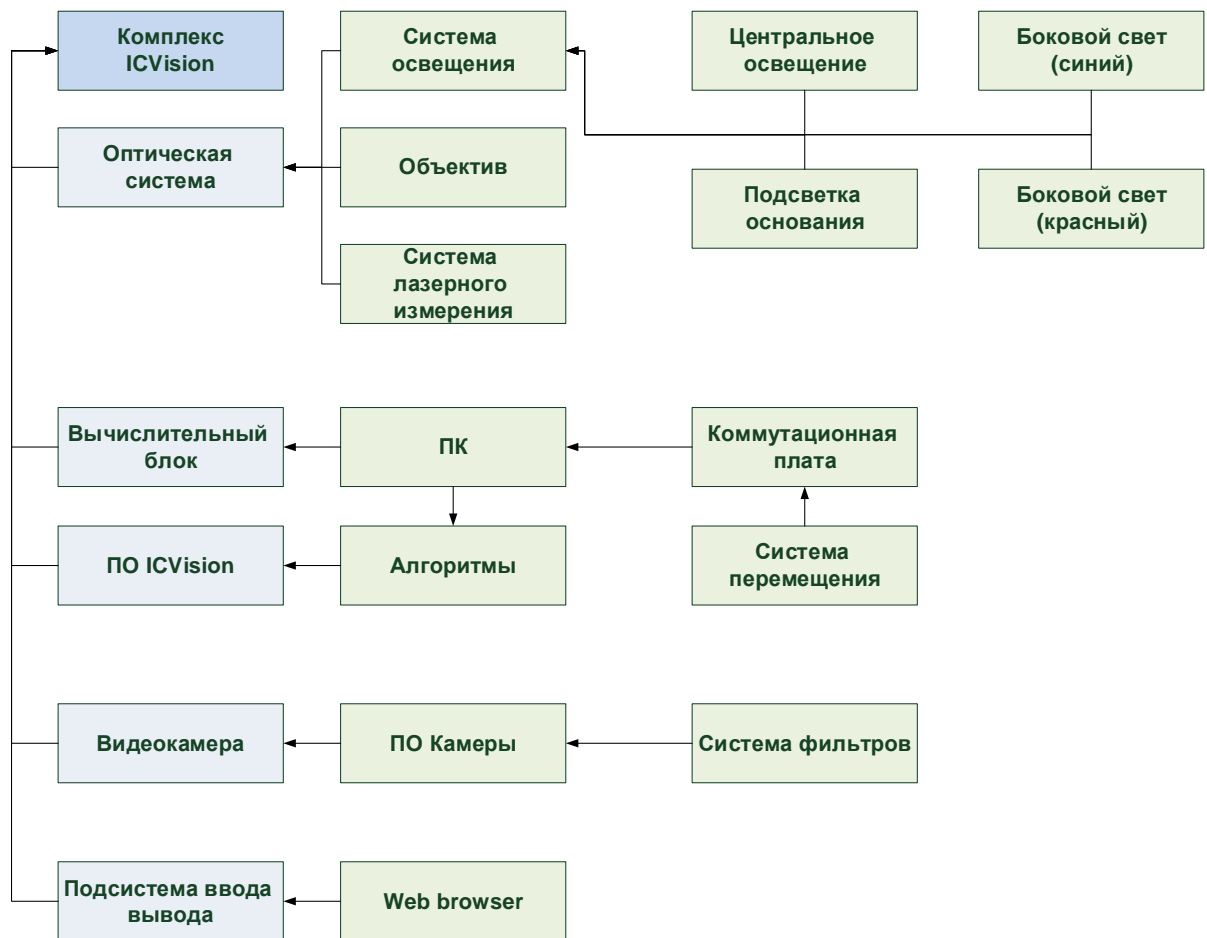 Комплекс
ICVision
Система
освещения
Центральное
освещение
Боковой свет
(синий)
Оптическая
система
Объектив
Подсветка
основания
Боковой свет
(красный)
Система
лазерного
измерения
Вычислительный
блок
ПК
Коммутационная
плата
ПО ICVision
Алгоритмы
Система
перемещения
Видеокамера
ПО Камеры
Система фильтров
Подсистема ввода
вывода
Web browser